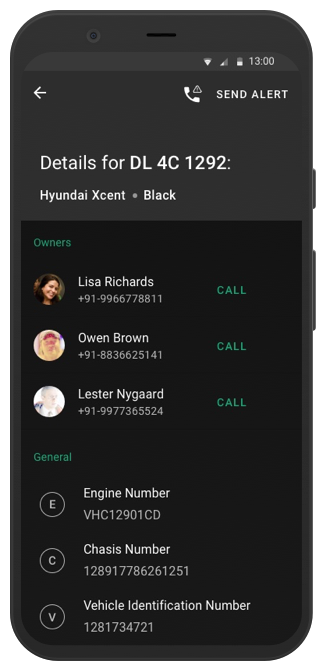 13:00
SEND ALERT
Details for DL 4C 1292:
Hyundai Xcent • Black
Owners
Lisa Richards
+91-9966778811
CALL
Owen Brown
+91-8836625141
CALL
Lester Nygaard
+91-9977365524
CALL
General
E
Engine Number
VHC12901CD
C
Chasis Number
128917786261251
V
Vehicle Identification Number
1281734721